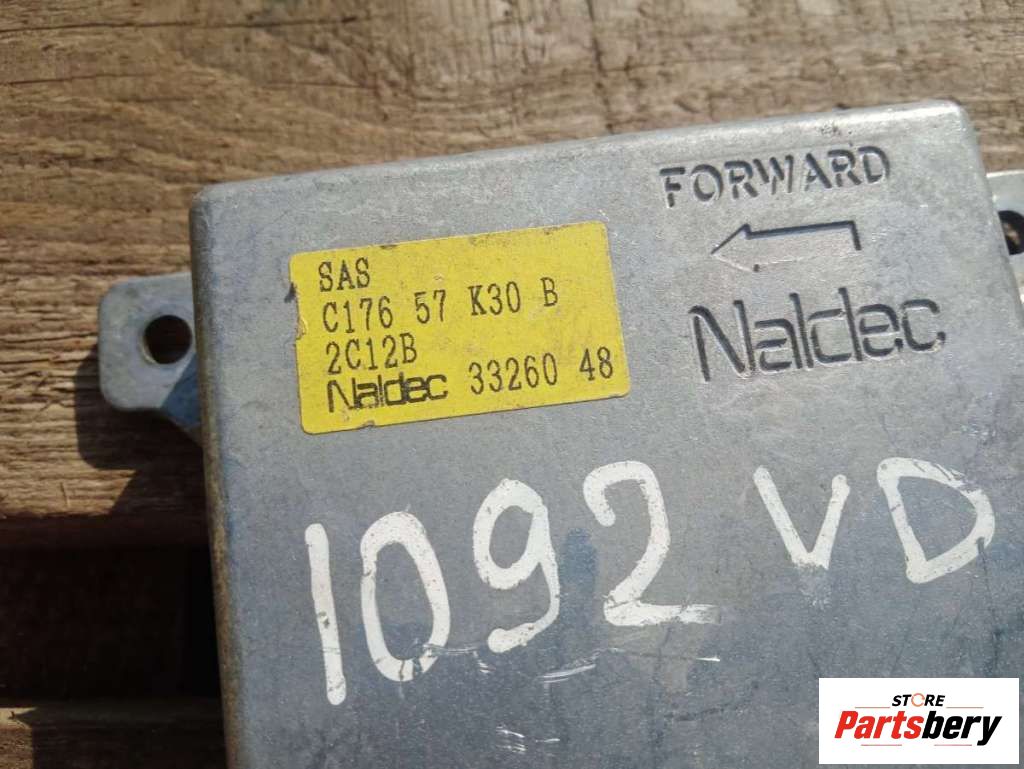 FORWARD
SAS
C176 57 K30 B
2C12B
Naldec 33260 48
Naldec
1092 VD
STORE
Partsbery